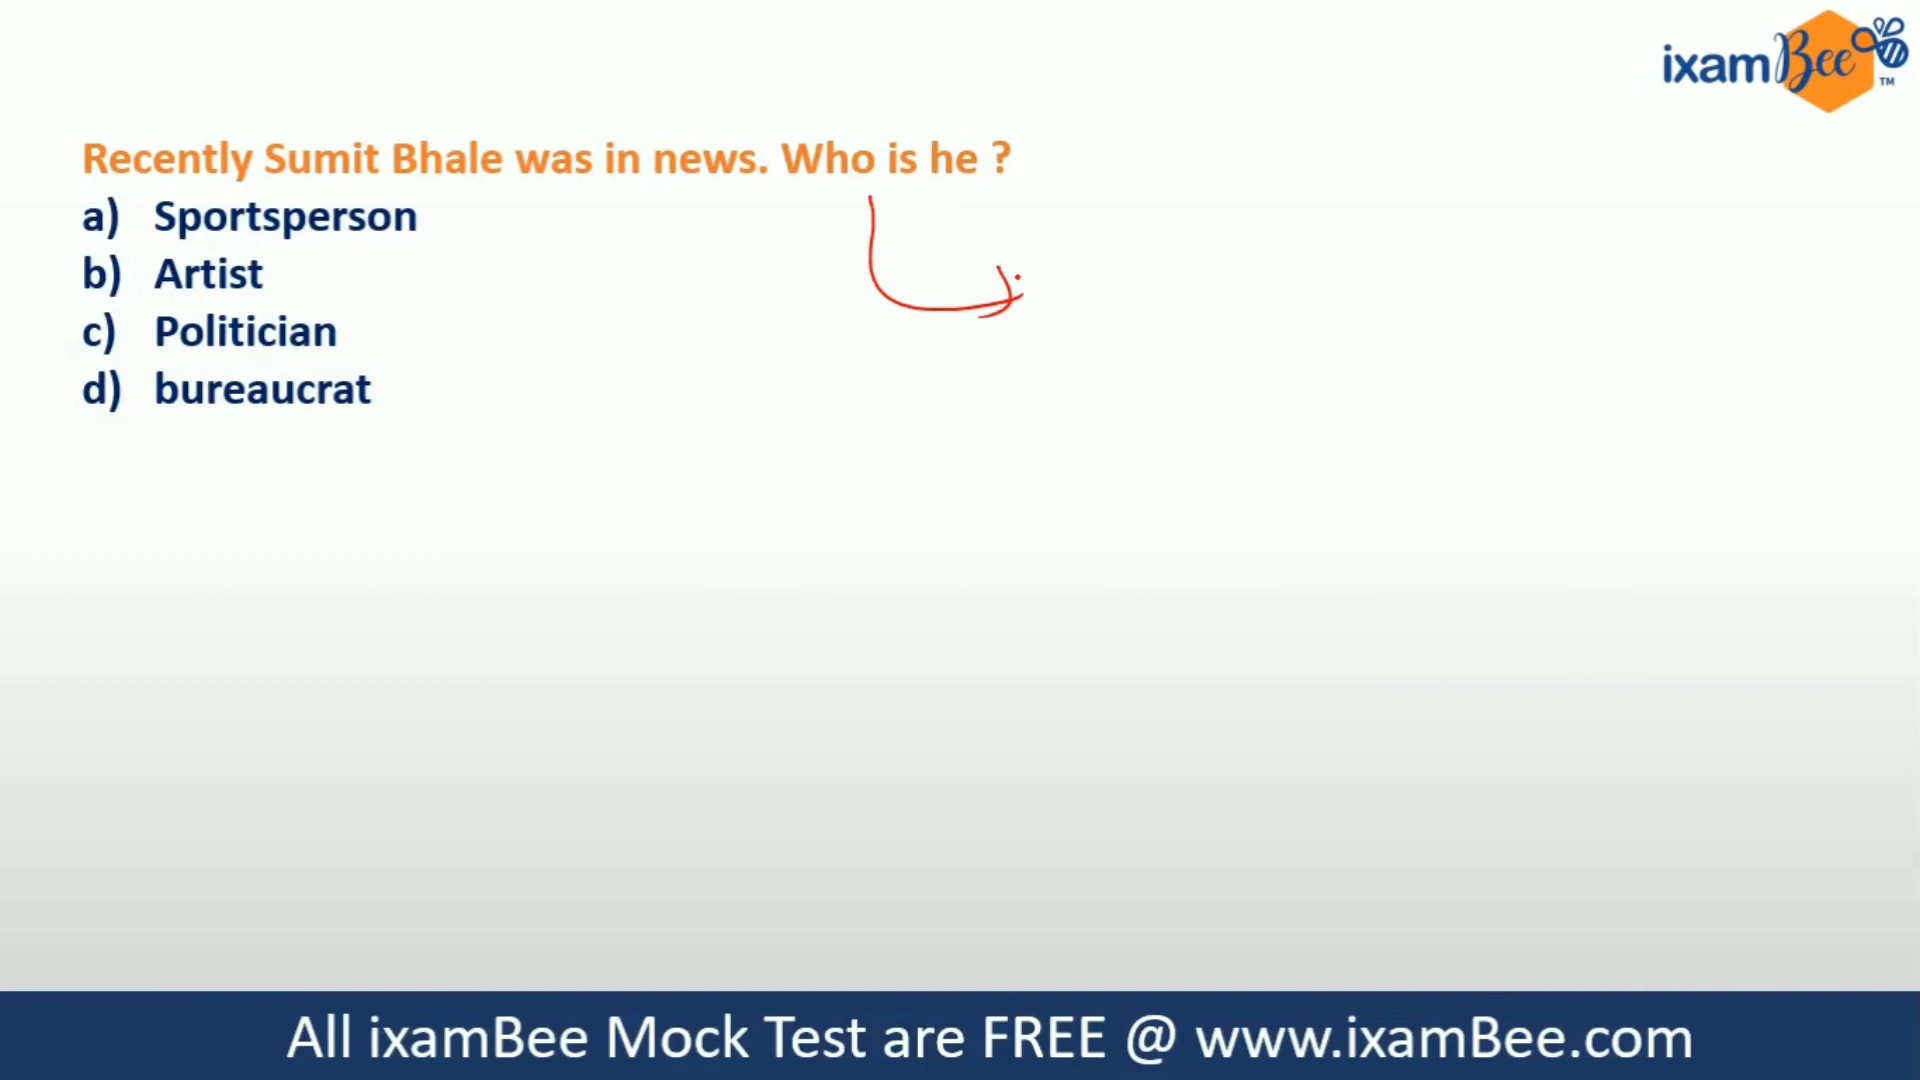 ixamBee™
Recently Sumit Bhale was in news. Who is he ?
a) Sportsperson
b) Artist
c) Politician
d) bureaucrat
All ixamBee Mock Test are FREE @ www.ixamBee.com